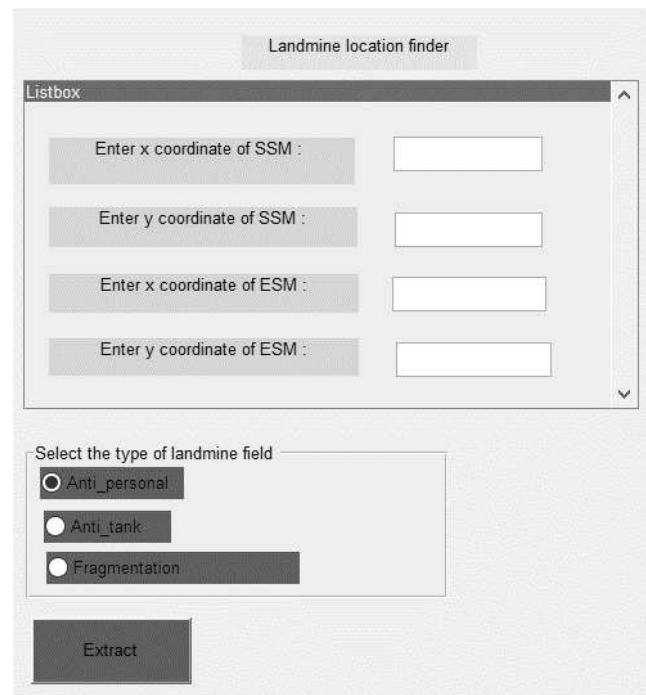 Landmine location finder
Listbox
Enter x coordinate of SSM :
Enter y coordinate of SSM :
Enter x coordinate of ESM :
Enter y coordinate of ESM :
Select the type of landmine field
Anti_personal
Anti_tank
Fragmentation
Extract